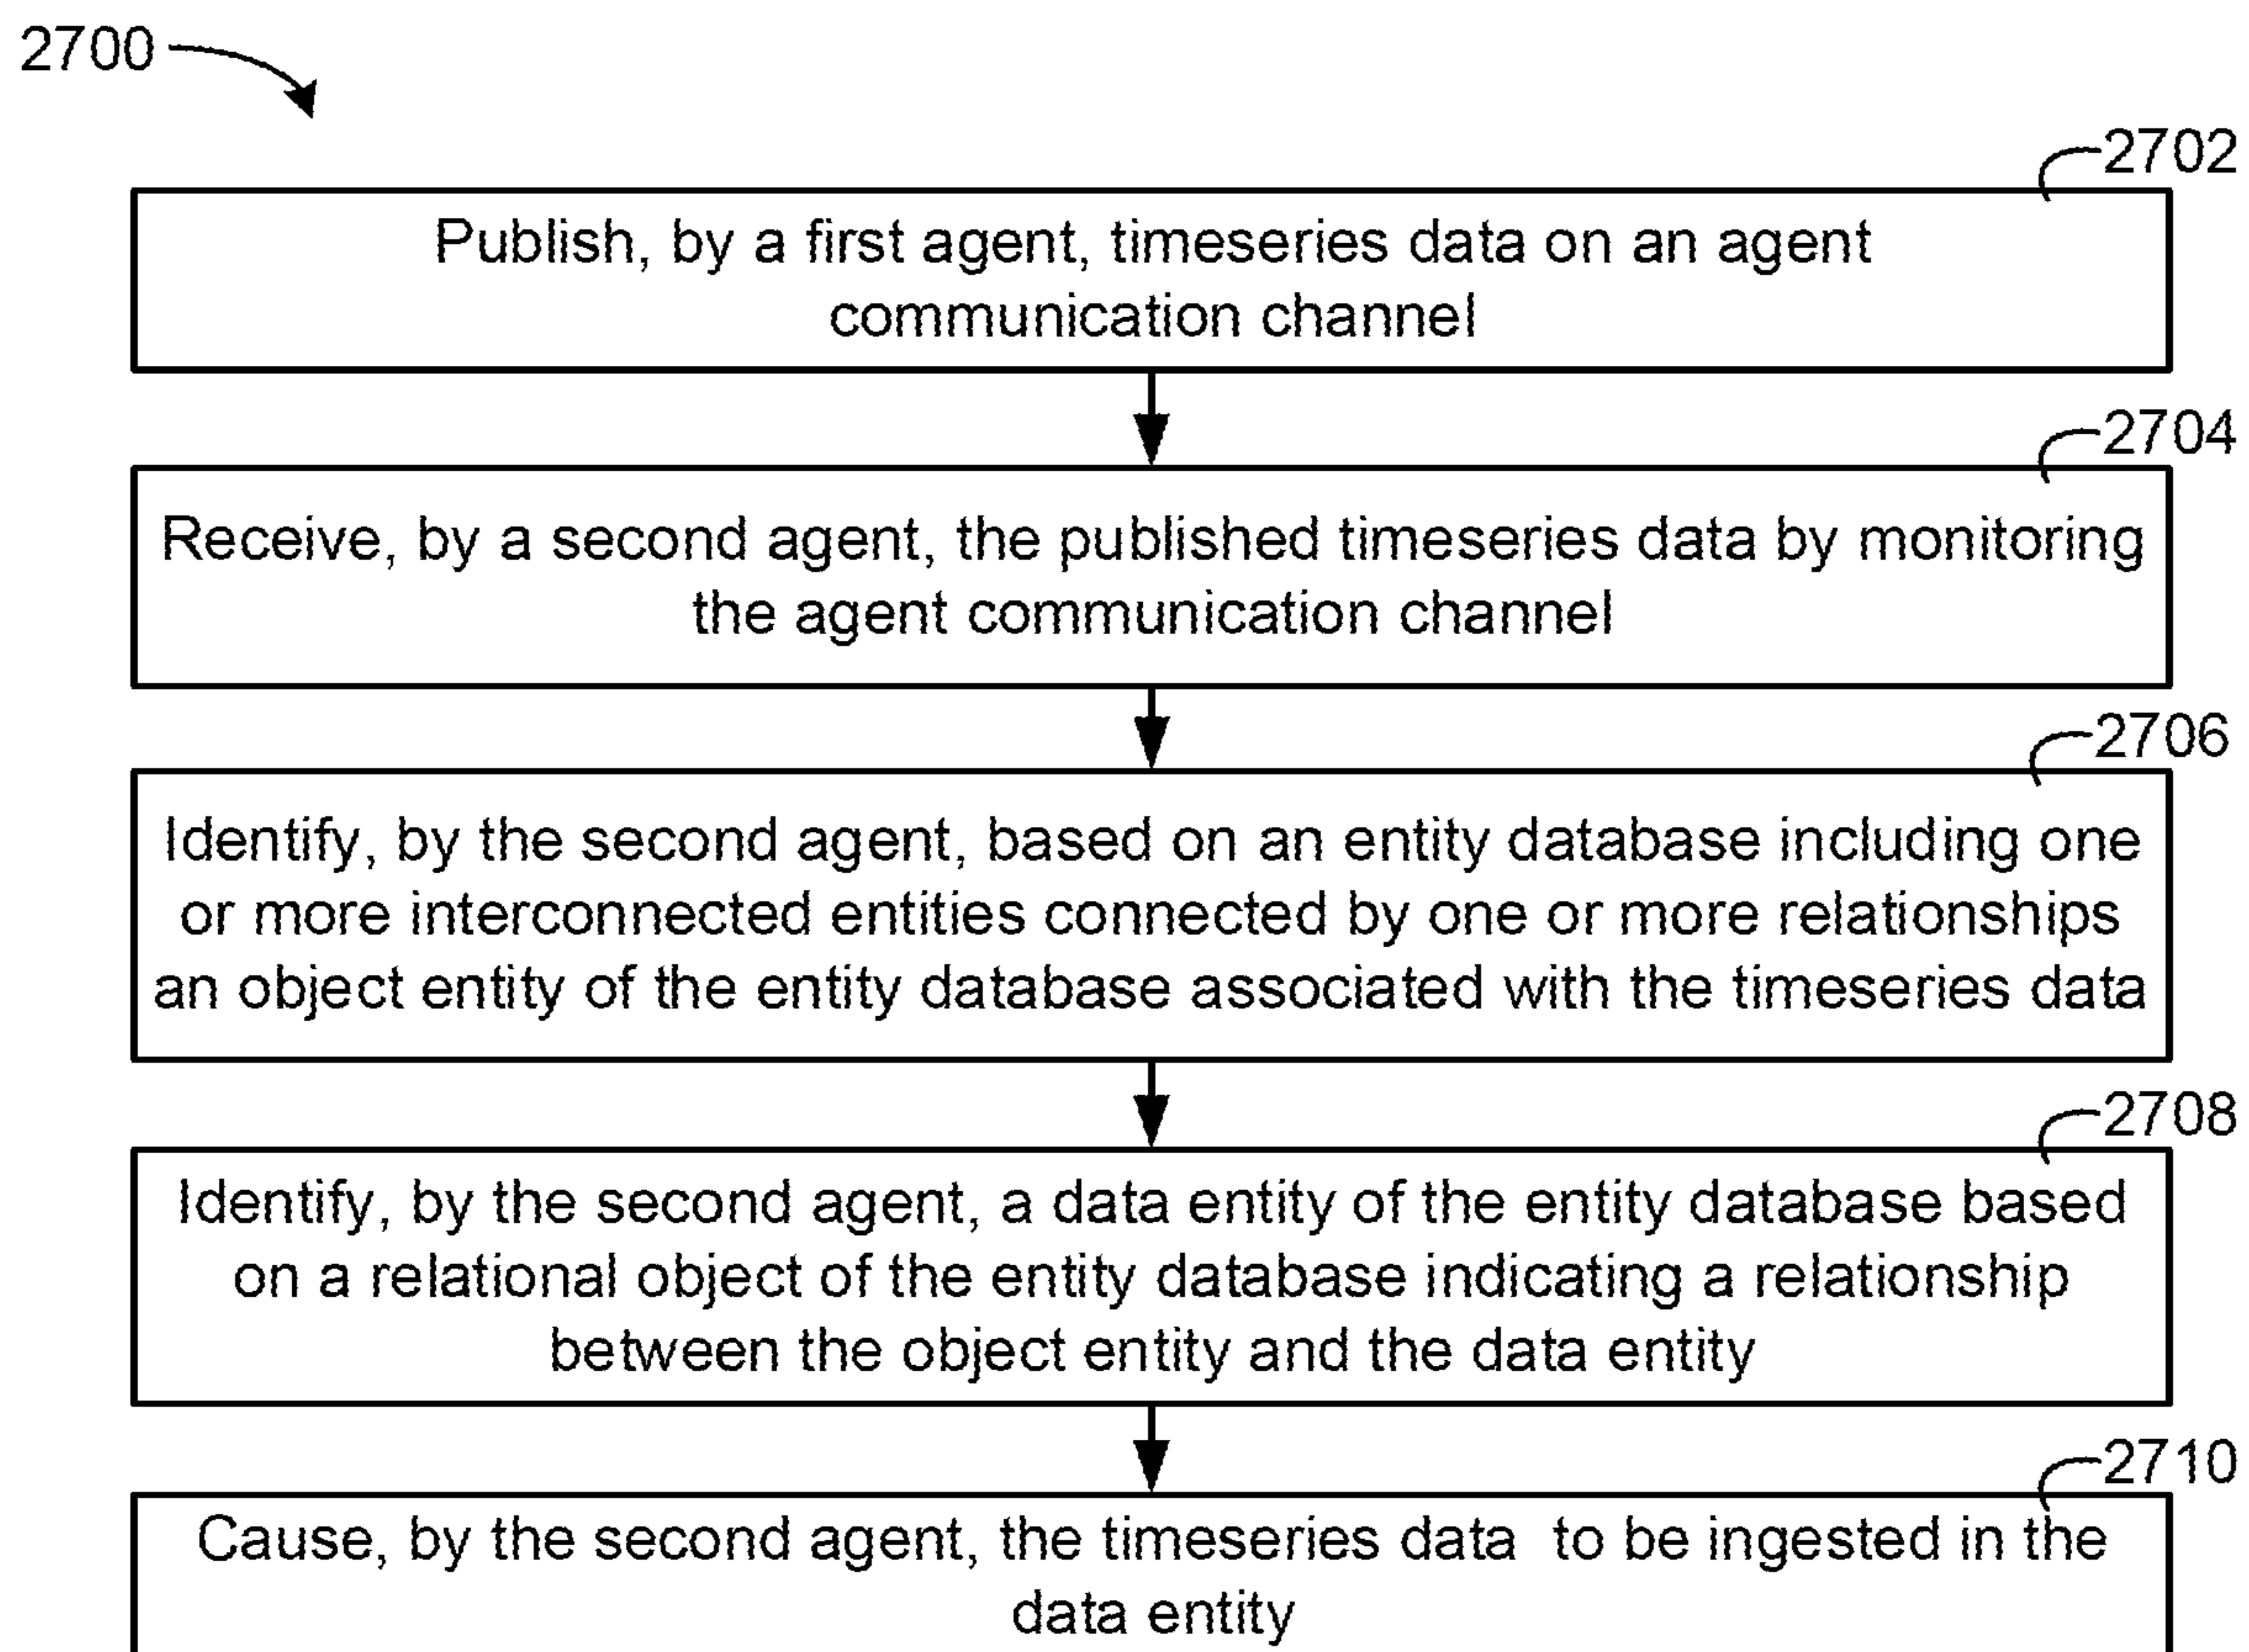 2700
2702
Publish, by a first agent, timeseries data on an agent
communication channel
2704
Receive, by a second agent, the published timeseries data by monitoring
the agent communication channel
2706
Identify, by the second agent, based on an entity database including one
or more interconnected entities connected by one or more relationships
an object entity of the entity database associated with the timeseries data
2708
Identify, by the second agent, a data entity of the entity database based
on a relational object of the entity database indicating a relationship
between the object entity and the data entity
2710
Cause, by the second agent, the timeseries data  to be ingested in the
data entity